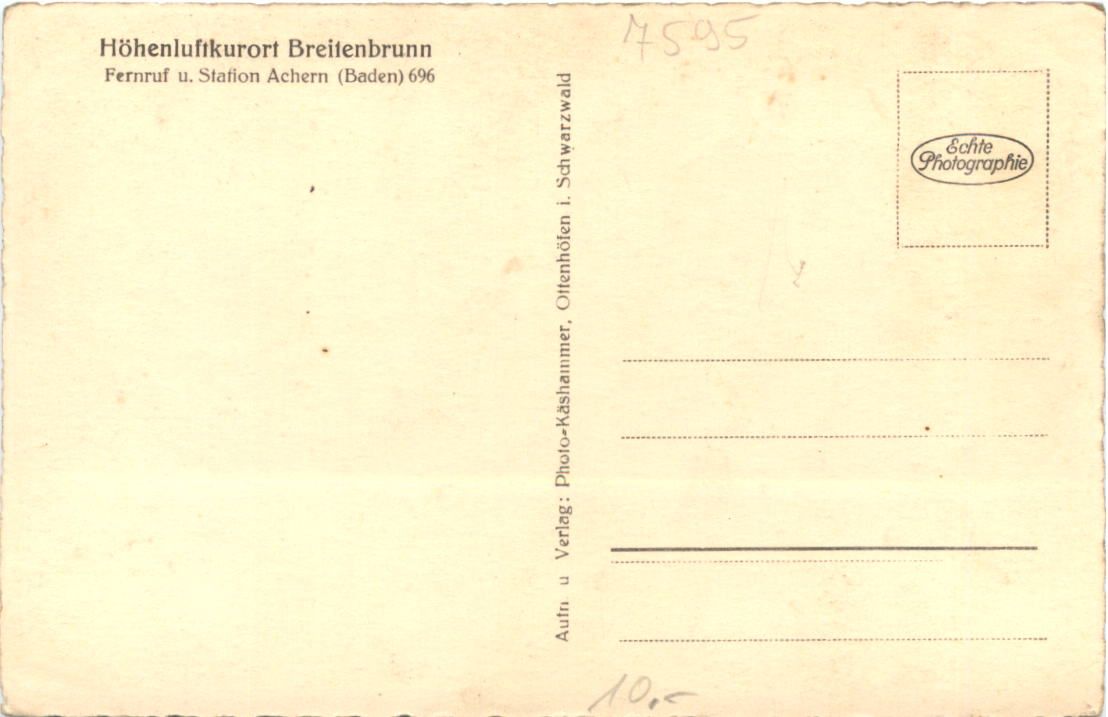 Höhenluftkurort Breitenbrunn
Fernruf u. Station Achern (Baden) 696
Aufn. u Verlag: Photo-Käshammer, Ottenhöfen i. Schwarzwald
7595
Echte
Photographie
10,-